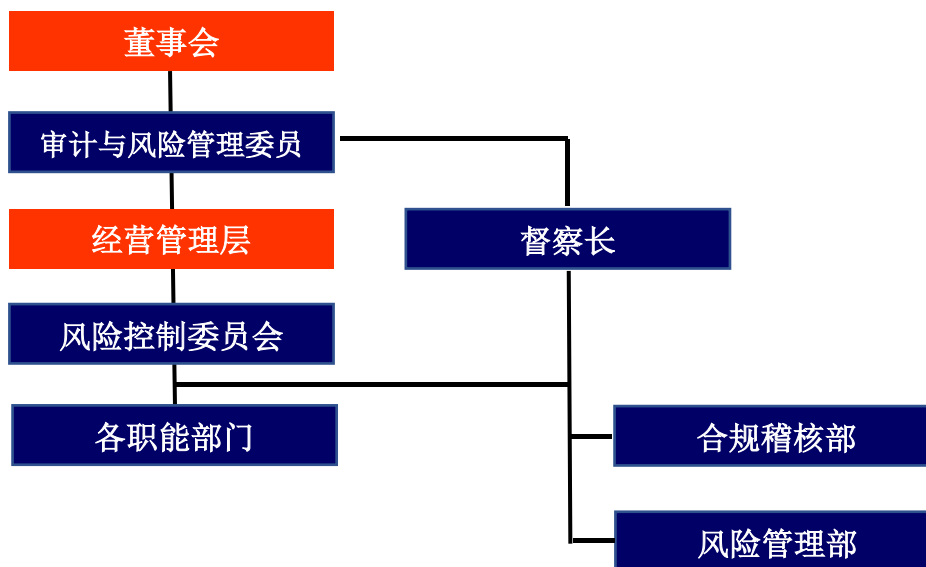 董事会
审计与风险管理委员
经营管理层
督察长
风险控制委员会
各职能部门
合规稽核部
风险管理部